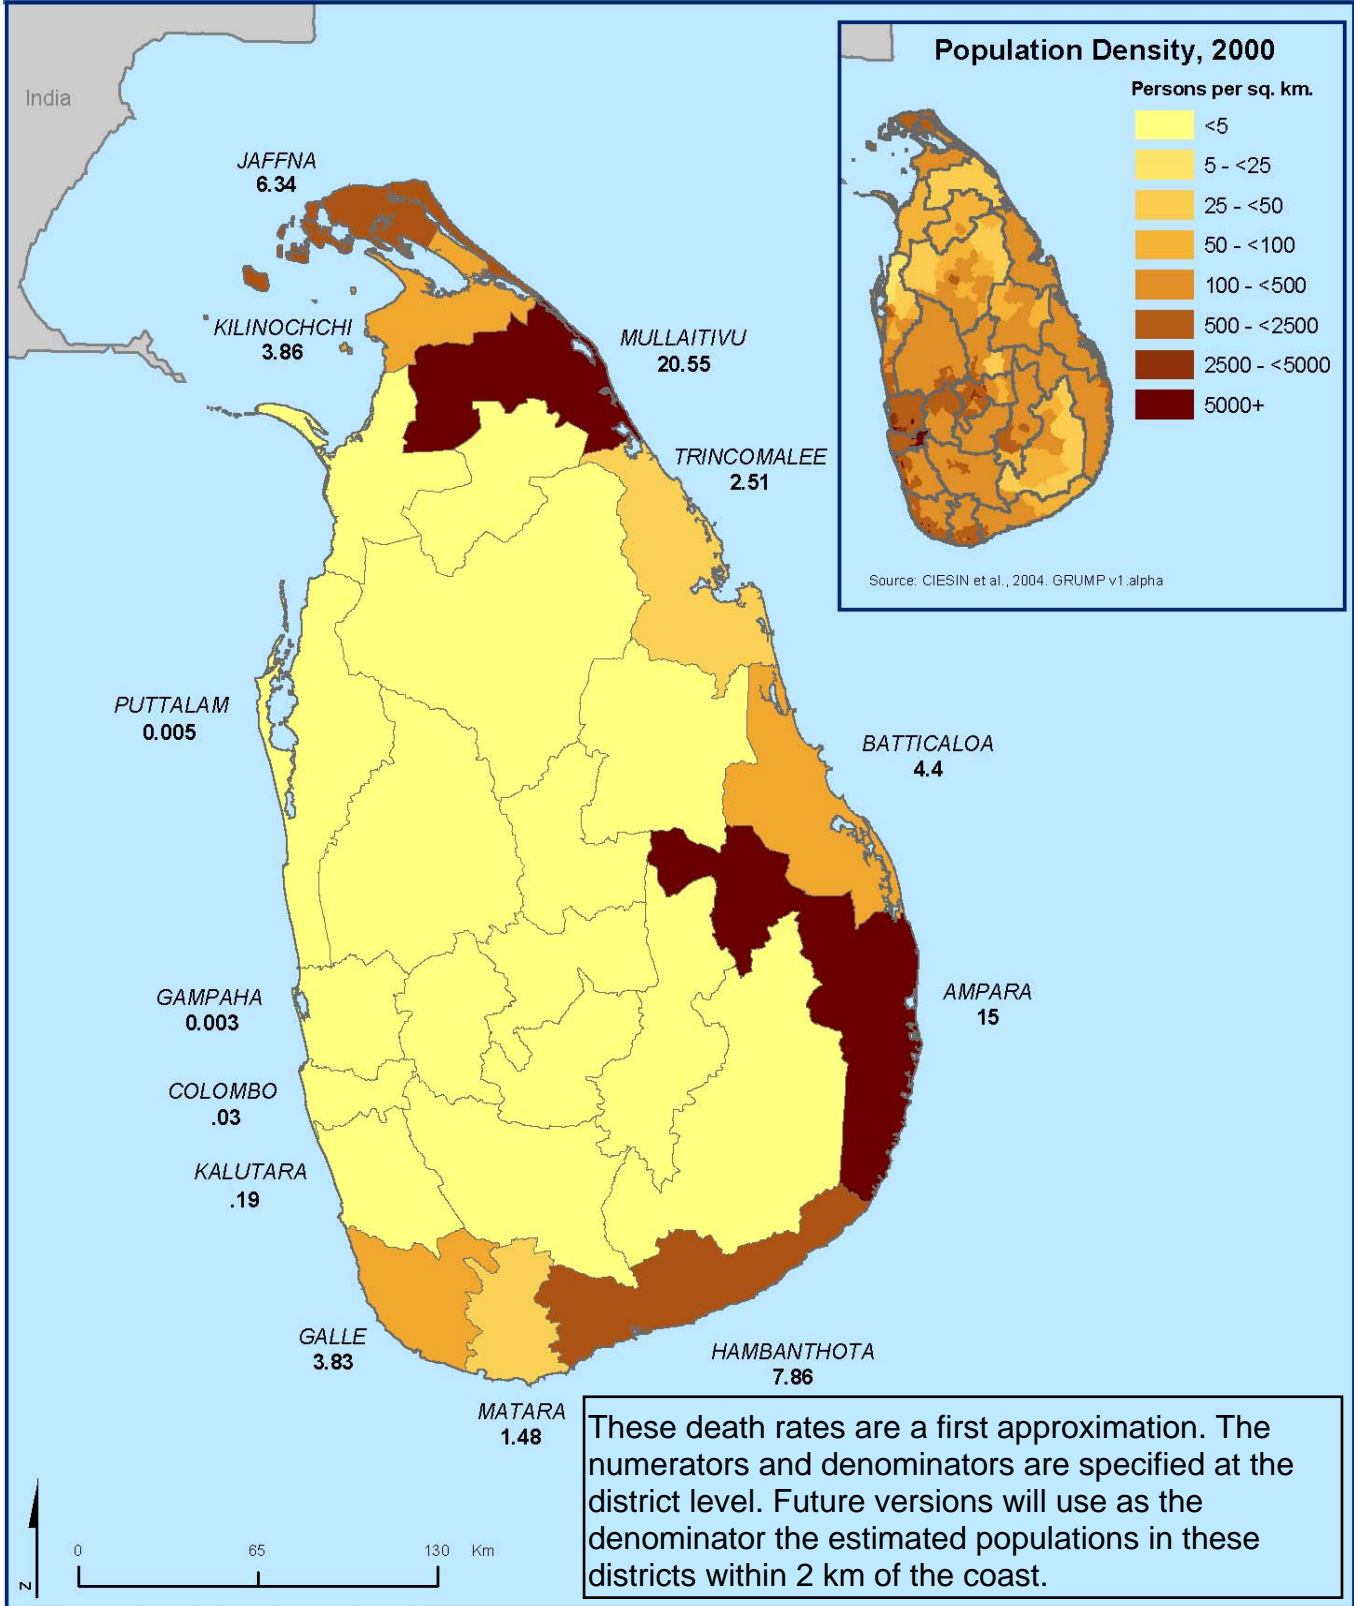 India
Population Density, 2000
Persons per sq. km.
<5
5 - <25
25 - <50
50 - <100
100 - <500
500 - <2500
2500 - <5000
5000+
Source: CIESIN et al., 2004. GRUMP v1.alpha
JAFFNA
6.34
KILINOCHCHI
3.86
MULLAITIVU
20.55
TRINCOMALEE
2.51
PUTTALAM
0.005
BATTICALOA
4.4
GAMPAHA
0.003
AMPARA
15
COLOMBO
.03
KALUTARA
.19
GALLE
3.83
HAMBANTHOTA
7.86
MATARA
1.48
These death rates are a first approximation. The
numerators and denominators are specified at the
district level. Future versions will use as the
denominator the estimated populations in these
districts within 2 km of the coast.
N
0 65 130 Km